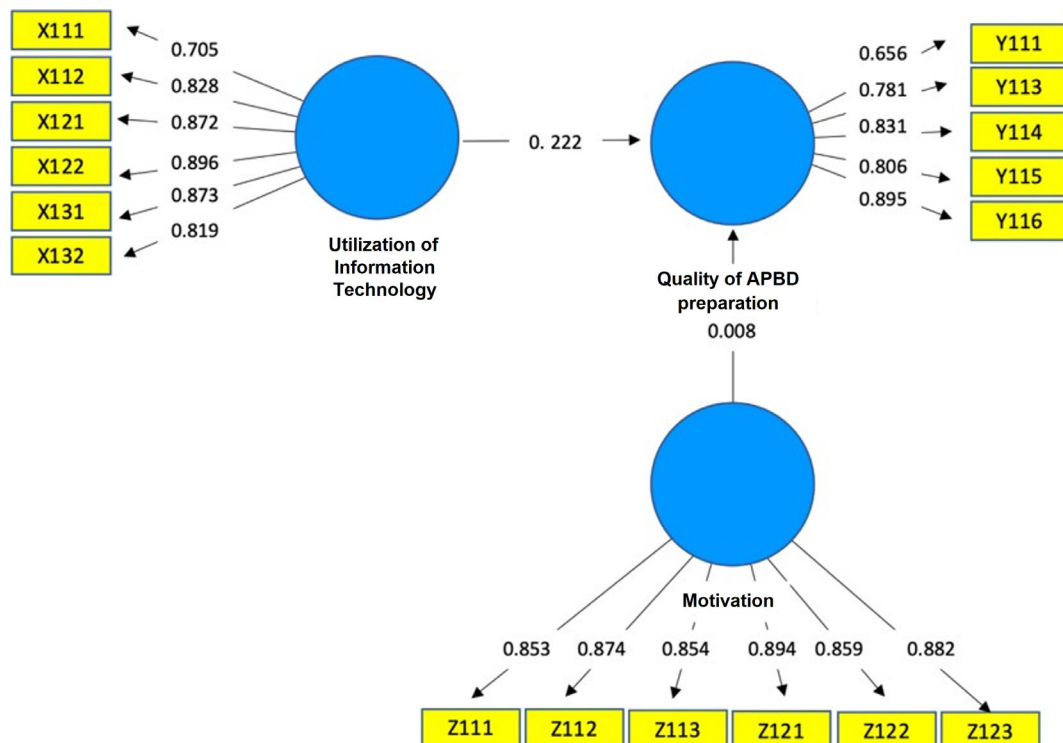 X111
X112
X121
X122
X131
X132
0.705
0.828
0.872
0.896
0.873
0.819
Utilization of
Information
Technology
0. 222
0.656
0.781
0.831
0.806
0.895
Y111
Y113
Y114
Y115
Y116
Quality of APBD
preparation
0.008
Motivation
0.853 0.874 0.854 0.894 0.859 0.882
Z111 Z112 Z113 Z121 Z122 Z123